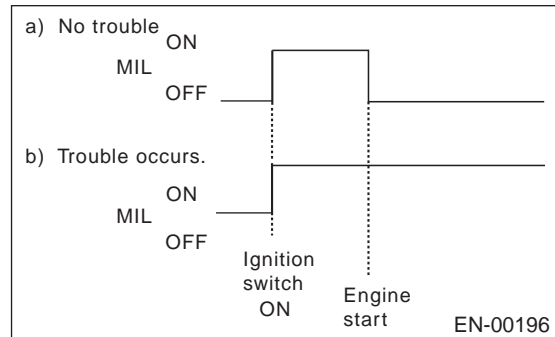 a) No trouble
ON
MIL
OFF
b) Trouble occurs.
ON
MIL
OFF
Ignition
switch
ON
Engine
start
EN-00196